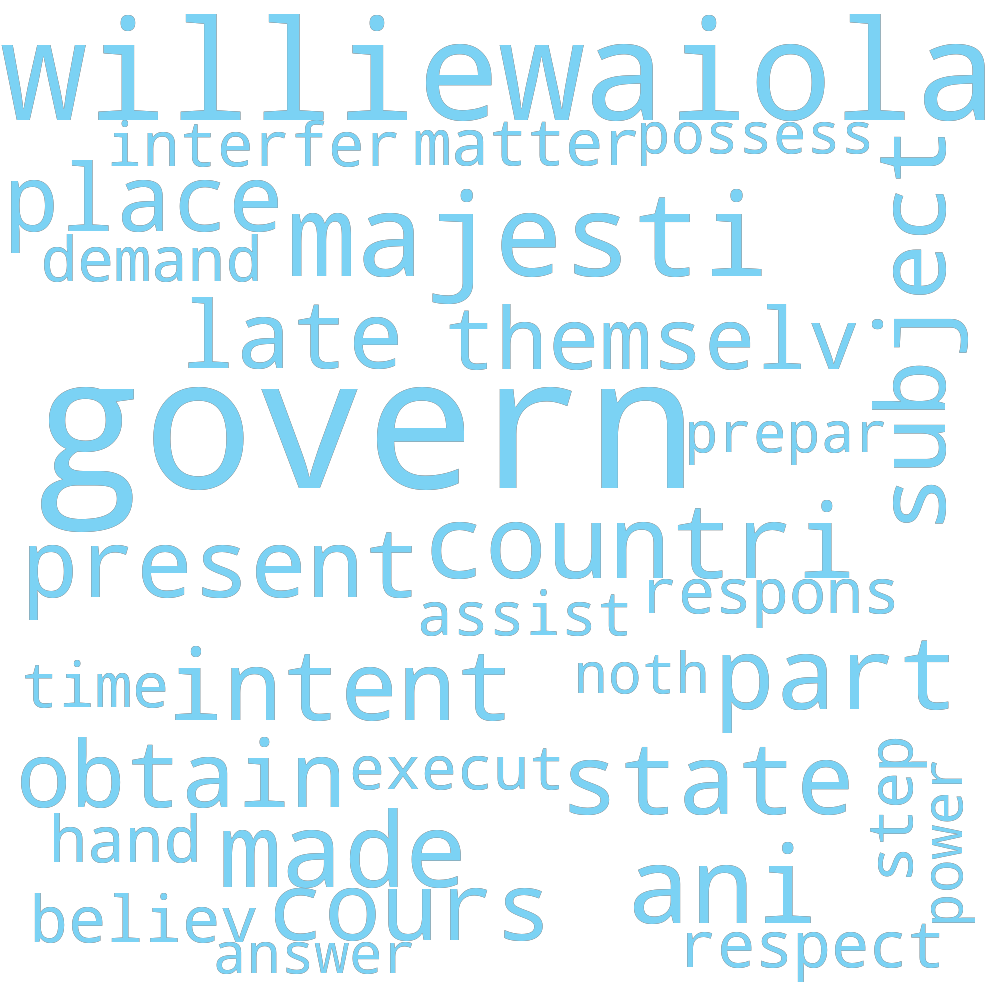 williewaiola
interfer matter possess
place
majesti
subject
demand
late themselv
govern
prepar
present countri
respons
assist
time intent noth part
obtain execut state
step
power
hand made
ani
believ cours
answer respect